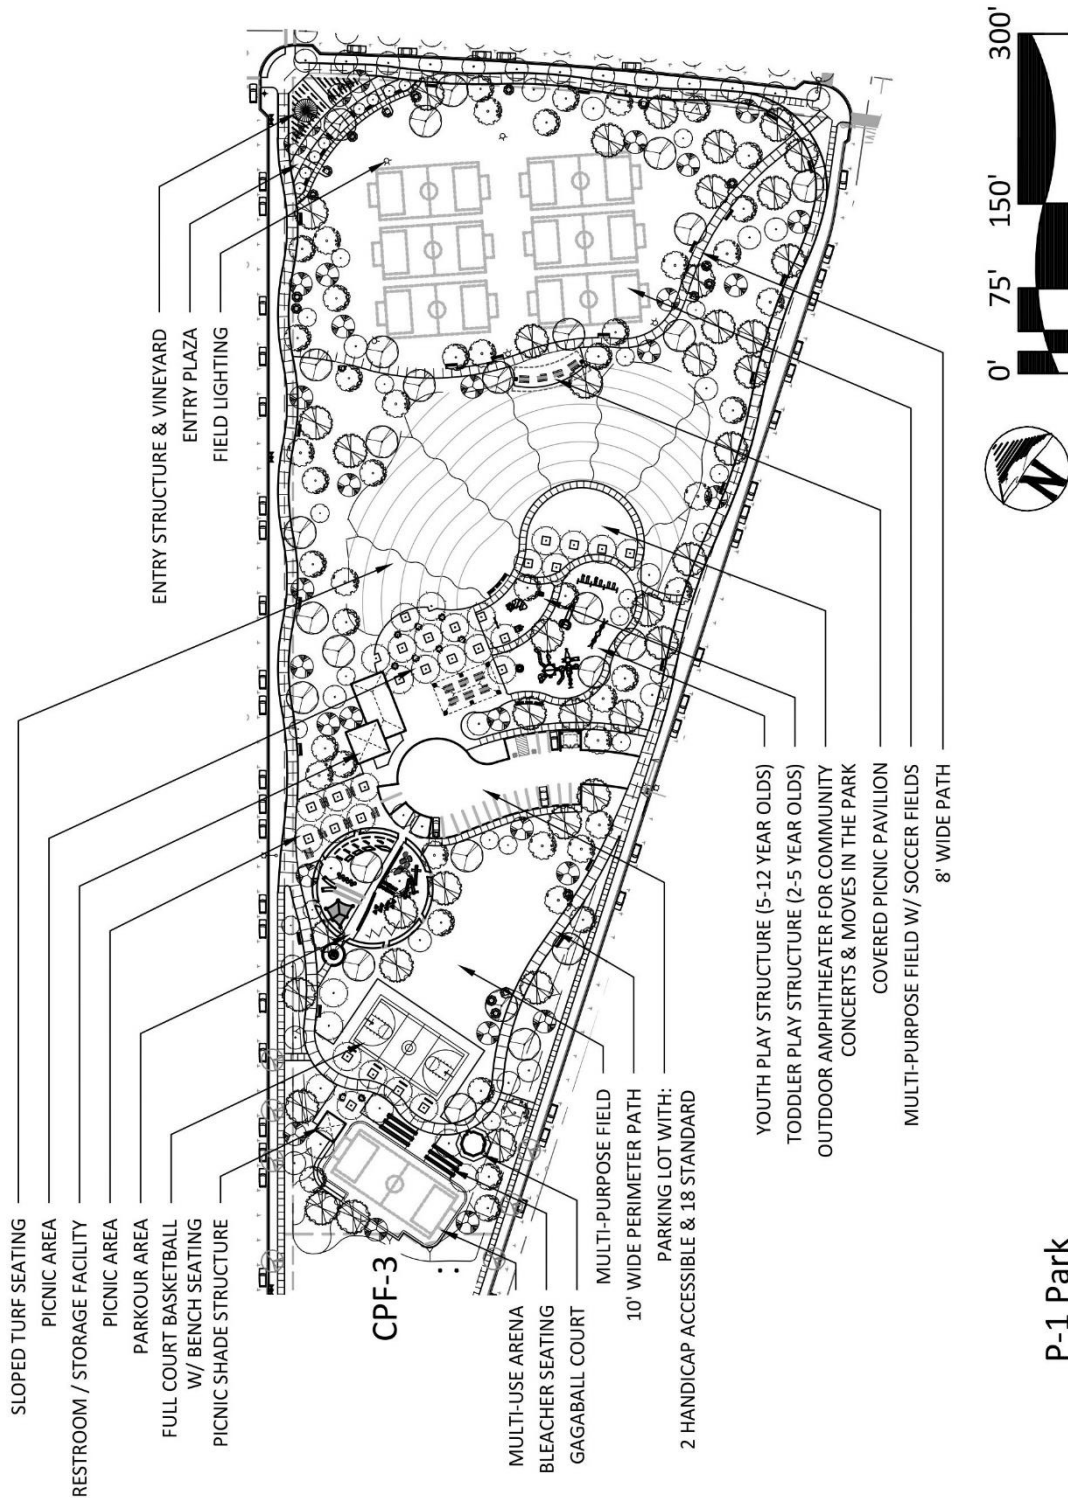 ENTRY STRUCTURE & VINEYARD
ENTRY PLAZA
FIELD LIGHTING
SLOPED TURF SEATING
PICNIC AREA
RESTROOM / STORAGE FACILITY
PICNIC AREA
PARKOUR AREA
FULL COURT BASKETBALL
W/ BENCH SEATING
PICNIC SHADE STRUCTURE
CPF-3
MULTI-USE ARENA
BLEACHER SEATING
GAGABALL COURT
MULTI-PURPOSE FIELD
10' WIDE PERIMETER PATH
PARKING LOT WITH:
2 HANDICAP ACCESSIBLE & 18 STANDARD
YOUTH PLAY STRUCTURE (5-12 YEAR OLDS)
TODDLER PLAY STRUCTURE (2-5 YEAR OLDS)
OUTDOOR AMPHITHEATER FOR COMMUNITY
CONCERTS & MOVES IN THE PARK
COVERED PICNIC PAVILION
MULTI-PURPOSE FIELD W/ SOCCER FIELDS
8' WIDE PATH
N
0' 75' 150' 300'
P-1 Park